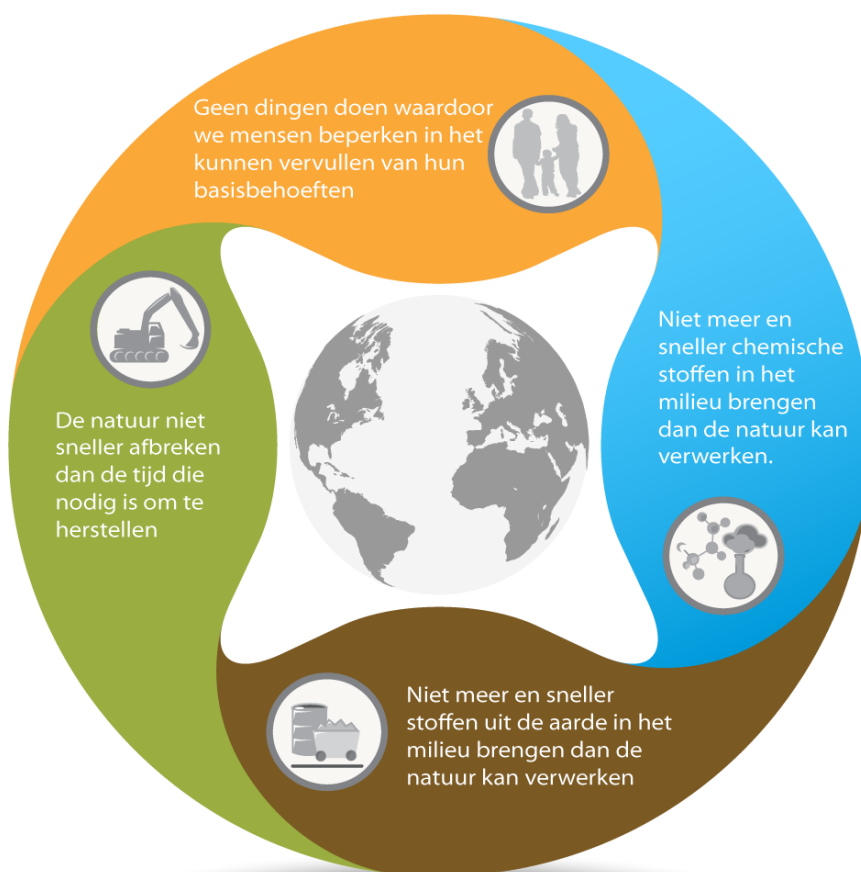 Geen dingen doen waardoor
we mensen beperken in het
kunnen vervullen van hun
basisbehoeften
Niet meer en
sneller chemische
stoffen in het
milieu brengen
dan de natuur kan
verwerken.
De natuur niet
sneller afbreken
dan de tijd die
nodig is om te
herstellen
Niet meer en sneller
stoffen uit de aarde in het
milieu brengen dan de
natuur kan verwerken